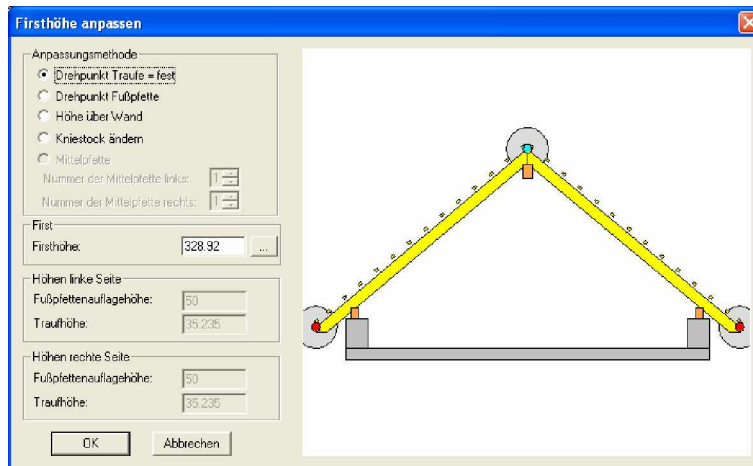 Firsthöhe anpassen
Anpassungsmethode
Drehpunkt Traufe = fest
Drehpunkt Fußpfette
Höhe über Wand
Kniestock ändern
Mittelpfette
Nummer der Mittelpfette links: 1
Nummer der Mittelpfette rechts: 1
First
Firsthöhe: 328.92 ...
Höhen linke Seite
Fußpfettenauflagehöhe: 50
Traufhöhe: 35.235
Höhen rechte Seite
Fußpfettenauflagehöhe: 50
Traufhöhe: 35.235
OK Abbrechen